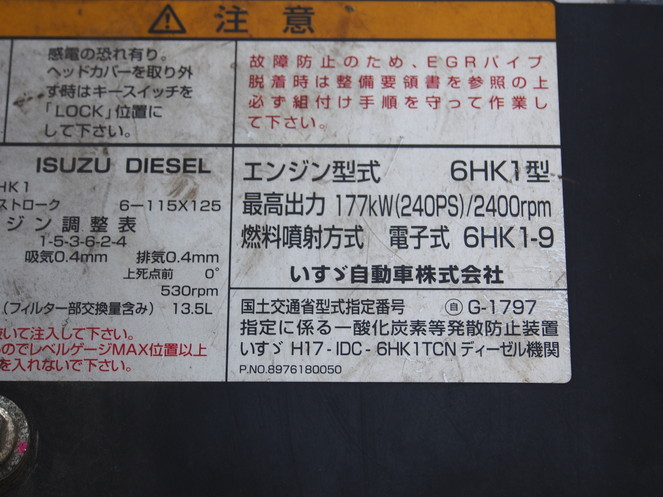 注意
感電の恐れ有り。
ヘッドカバーを取り外
す時はキースイッチを
「LOCK」位置に
して下さい。
故障防止のため、EGRパイプ
脱着時は整備要領書を参照の上
必ず組付け手順を守って作業し
て下さい。
ISUZU DIESEL
HK1
ストローク 6-115X125
ジン調整表
1-5-3-6-2-4
吸気0.4mm 排気0.4mm
上死点前 0°
530rpm
(フィルター部交換量含み) 13.5L
いて注入して下さい。
のでレベルゲージMAX位置以上
を入れないで下さい。
エンジン型式 6HK1型
最高出力 177kW(240PS)/2400rpm
燃料噴射方式 電子式 6HK1-9
いすゞ自動車株式会社
国土交通省型式指定番号 ㊀自 G-1797
指定に係る一酸化炭素等発散防止装置
いすゞ H17-IDC-6HK1TCN ディーゼル機関
P.NO.8976180050